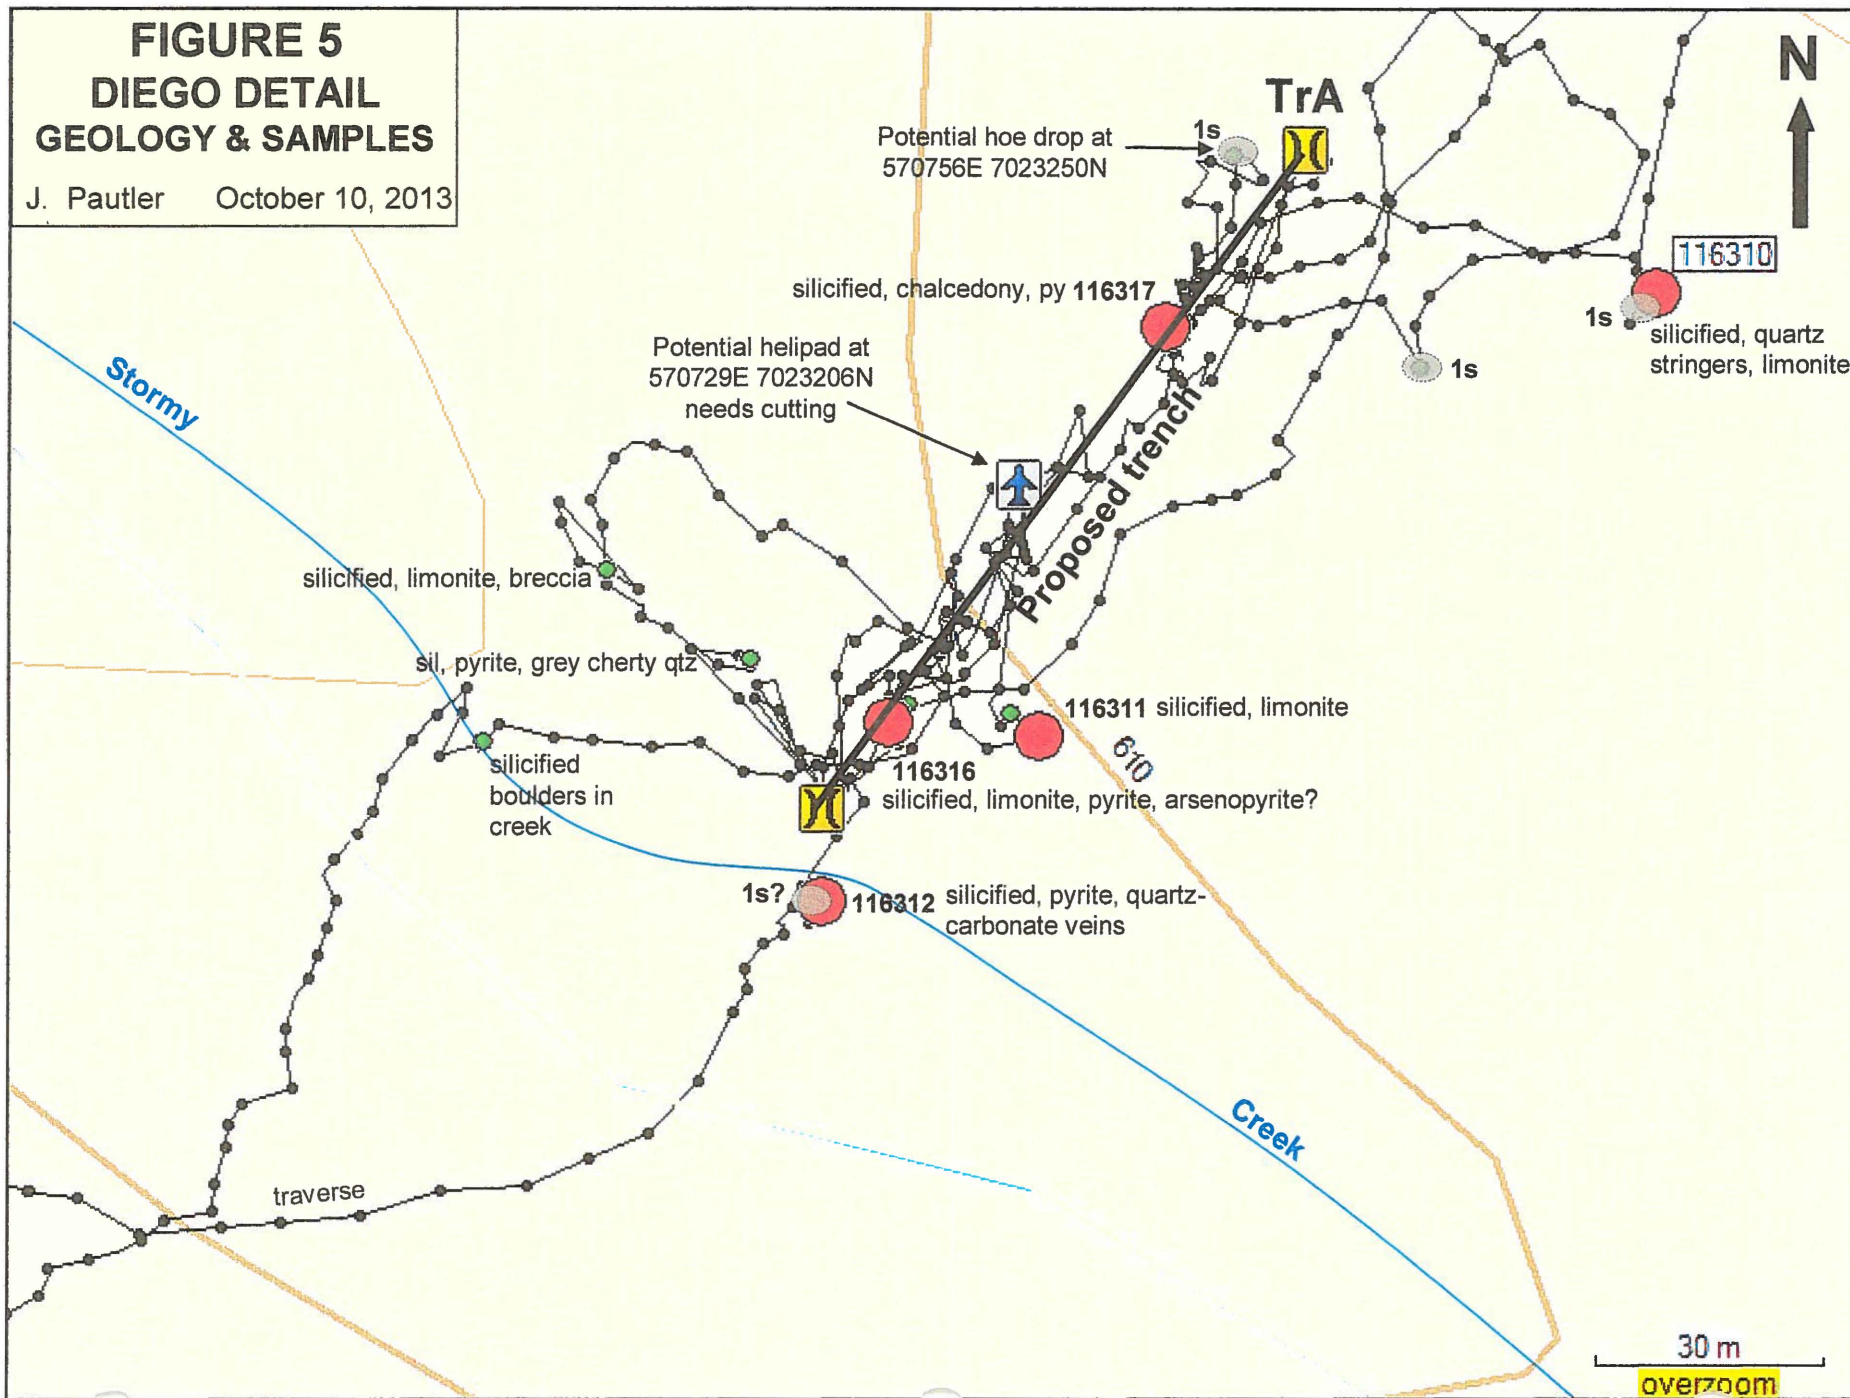 FIGURE 5
DIEGO DETAIL
GEOLOGY & SAMPLES
J. Pautler October 10, 2013
N
TrA
1s
Potential hoe drop at
570756E 7023250N
116310
silicified, chalcedony, py 116317
1s
silicified, quartz
stringers, limonite
1s
Potential helipad at
570729E 7023206N
needs cutting
Stormy
Proposed trench
silicified, limonite, breccia
sil, pyrite, grey cherty qtz
116311 silicified, limonite
610
silicified
boulders in
creek
116316
silicified, limonite, pyrite, arsenopyrite?
1s?
116312 silicified, pyrite, quartz-
carbonate veins
Creek
traverse
30 m
overzoom